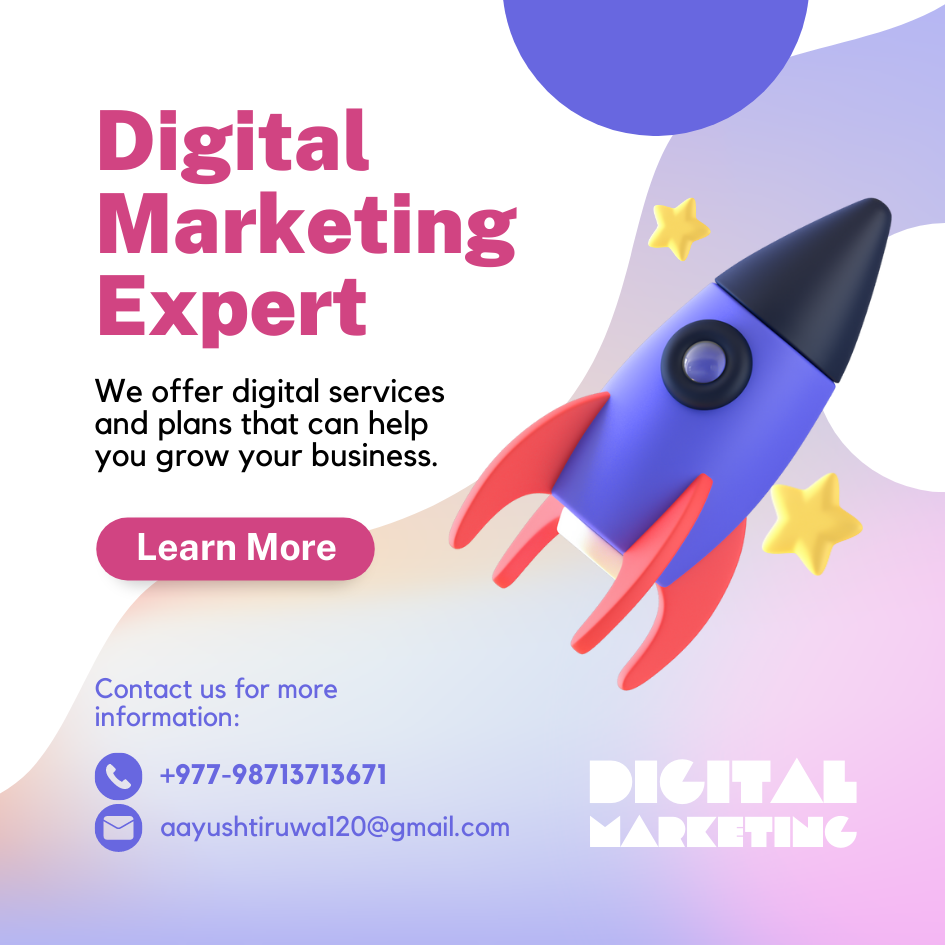 Digital
Marketing
Expert
We offer digital services
and plans that can help
you grow your business.
Learn More
Contact us for more
information:
+977-98713713671
aayushtiruwa120@gmail.com
DIGITAL
MARKETING